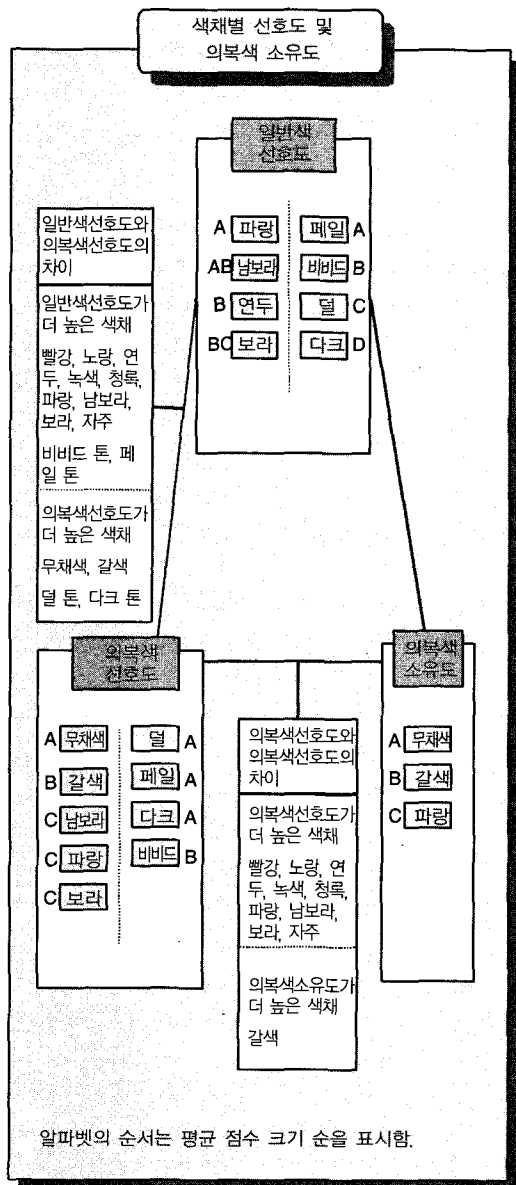 색채별 선호도 및
의복색 소유도
일반색
선호도
A 파랑 페일 A
AB 남보라 비비드 B
B 연두 덜 C
BC 보라 다크 D
일반색선호도와
의복색선호도의
차이
일반색선호도가
더 높은 색채
빨강, 노랑, 연
두, 녹색, 청록,
파랑, 남보라,
보라, 자주
비비드 톤, 페
일 톤
의복색선호도가
더 높은 색채
무채색, 갈색
덜 톤, 다크 톤
의복색
선호도
A 무채색 덜 A
B 갈색 페일 A
C 남보라 다크 A
C 파랑 비비드 B
C 보라
의복색선호도와
의복색선호도의
차이
의복색선호도가
더 높은 색채
빨강, 노랑, 연
두, 녹색, 청록,
파랑, 남보라,
보라, 자주
의복색소유도가
더 높은 색채
갈색
의복색
소유도
A 무채색
B 갈색
C 파랑
알파벳의 순서는 평균 점수 크기 순을 표시함.